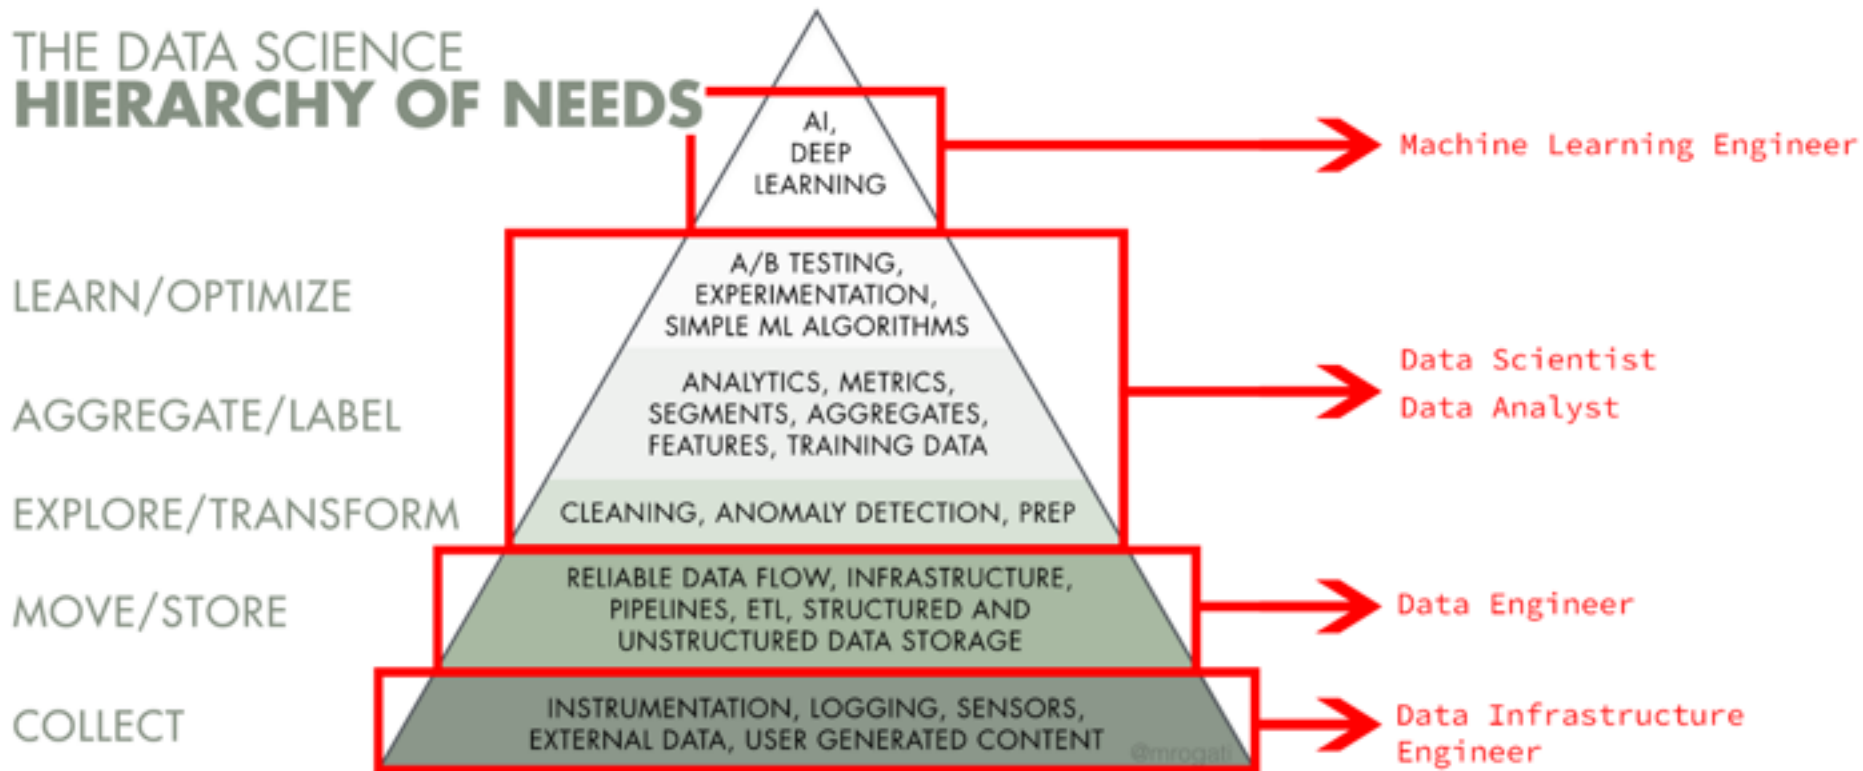 THE DATA SCIENCE
HIERARCHY OF NEEDS
AI,
DEEP
LEARNING
Machine Learning Engineer
LEARN/OPTIMIZE
A/B TESTING,
EXPERIMENTATION,
SIMPLE ML ALGORITHMS
AGGREGATE/LABEL
ANALYTICS, METRICS,
SEGMENTS, AGGREGATES,
FEATURES, TRAINING DATA
Data Scientist
Data Analyst
EXPLORE/TRANSFORM
CLEANING, ANOMALY DETECTION, PREP
MOVE/STORE
RELIABLE DATA FLOW, INFRASTRUCTURE,
PIPELINES, ETL, STRUCTURED AND
UNSTRUCTURED DATA STORAGE
Data Engineer
COLLECT
INSTRUMENTATION, LOGGING, SENSORS,
EXTERNAL DATA, USER GENERATED CONTENT
@mrogati
Data Infrastructure
Engineer